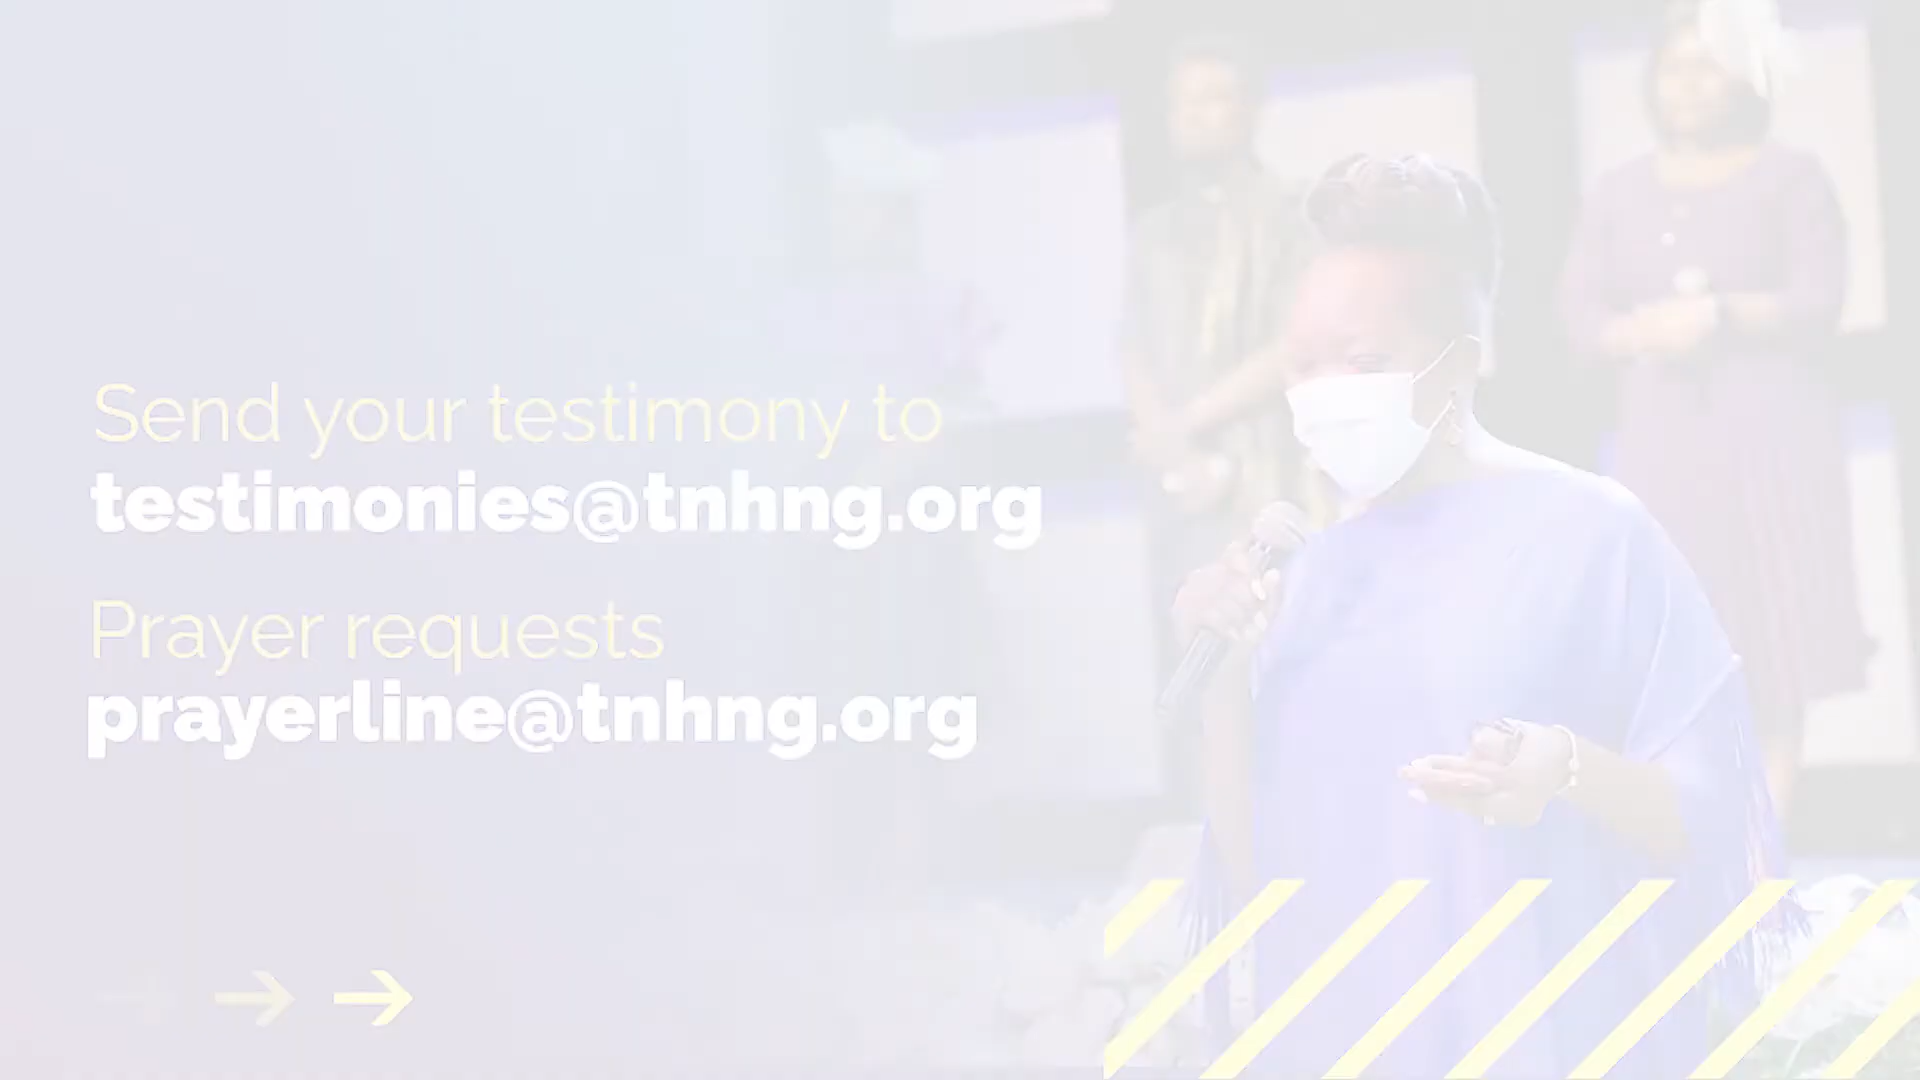 Send your testimony to
testimonies@tnhng.org
Prayer requests
prayerline@tnhng.org